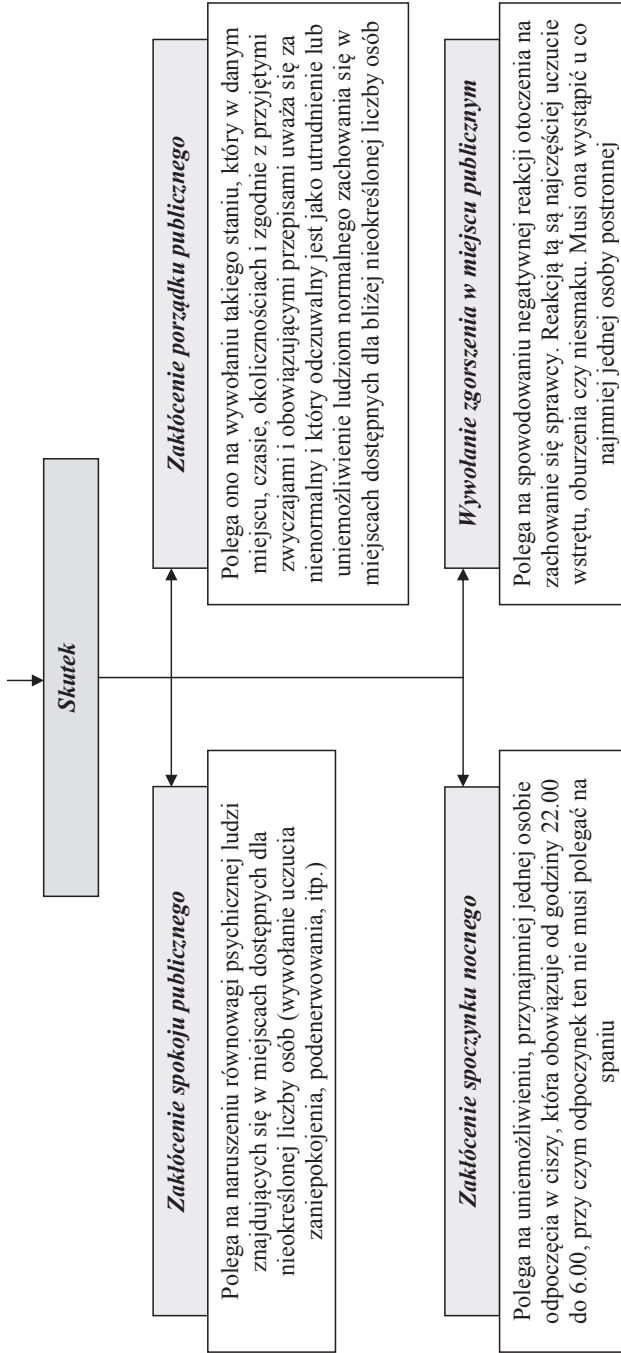 Skutek
Zakłócenie spokoju publicznego
Polega na naruszeniu równowagi psychicznej ludzi
znajdujących się w miejscach dostępnych dla
nieokreślonej liczby osób (wywołanie uczucia
zaniepokojenia, podenerwowania, itp.)
Zakłócenie porządku publicznego
Polega ono na wywołaniu takiego stanu, który w danym
miejscu, czasie, okolicznościach i zgodnie z przyjętymi
zwyczajami i obowiązującymi przepisami uważa się za
nienormalny i który odczuwalny jest jako utrudnienie lub
uniemożliwienie ludziom normalnego zachowania się w
miejscach dostępnych dla bliżej nieokreślonej liczby osób
Zakłócenie spoczynku nocnego
Polega na uniemożliwieniu, przynajmniej jednej osobie
odpoczęcia w ciszy, która obowiązuje od godziny 22.00
do 6.00, przy czym odpoczynek ten nie musi polegać na
spaniu
Wywołanie zgorszenia w miejscu publicznym
Polega na spowodowaniu negatywnej reakcji otoczenia na
zachowanie się sprawcy. Reakcją tą są najczęściej uczucie
wstrętu, oburzenia czy niesmaku. Musi ona wystąpić u co
najmniej jednej osoby postronnej